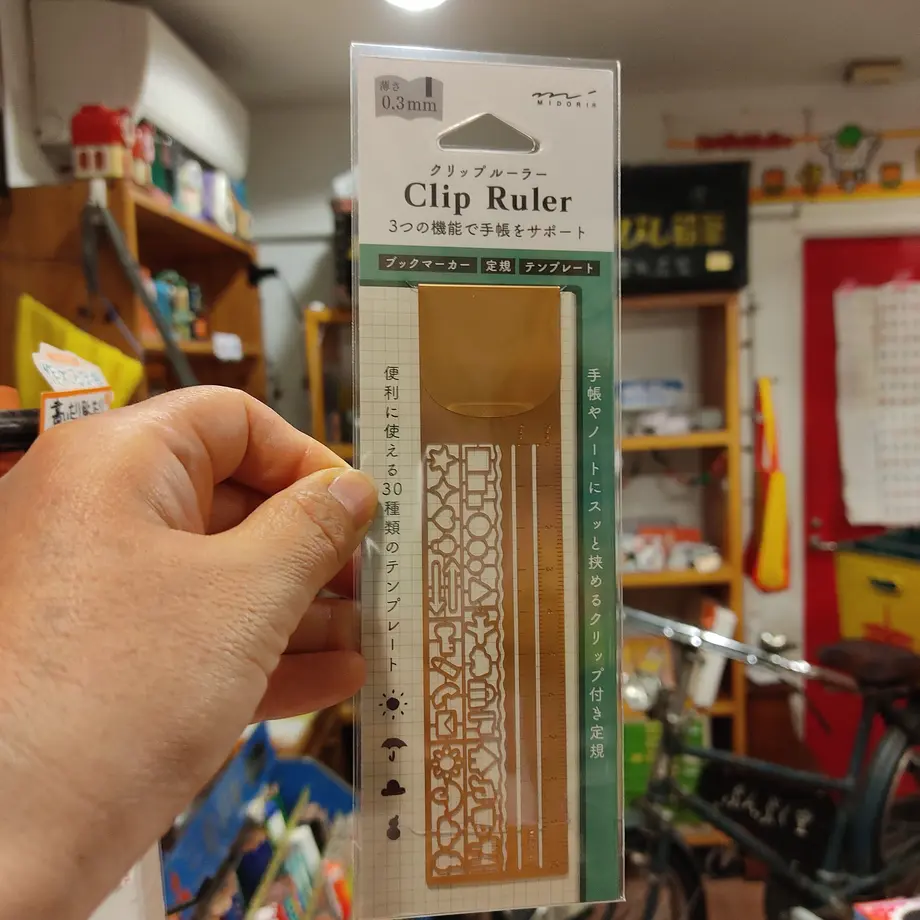 薄さ
0.3mm
MIDORI
クリップルーラー
Clip Ruler
3つの機能で手帳をサポート
ブックマーカー 定規 テンプレート
便利に使える30種類のテンプレート
手帳やノートにスッと挟めるクリップ付き定規